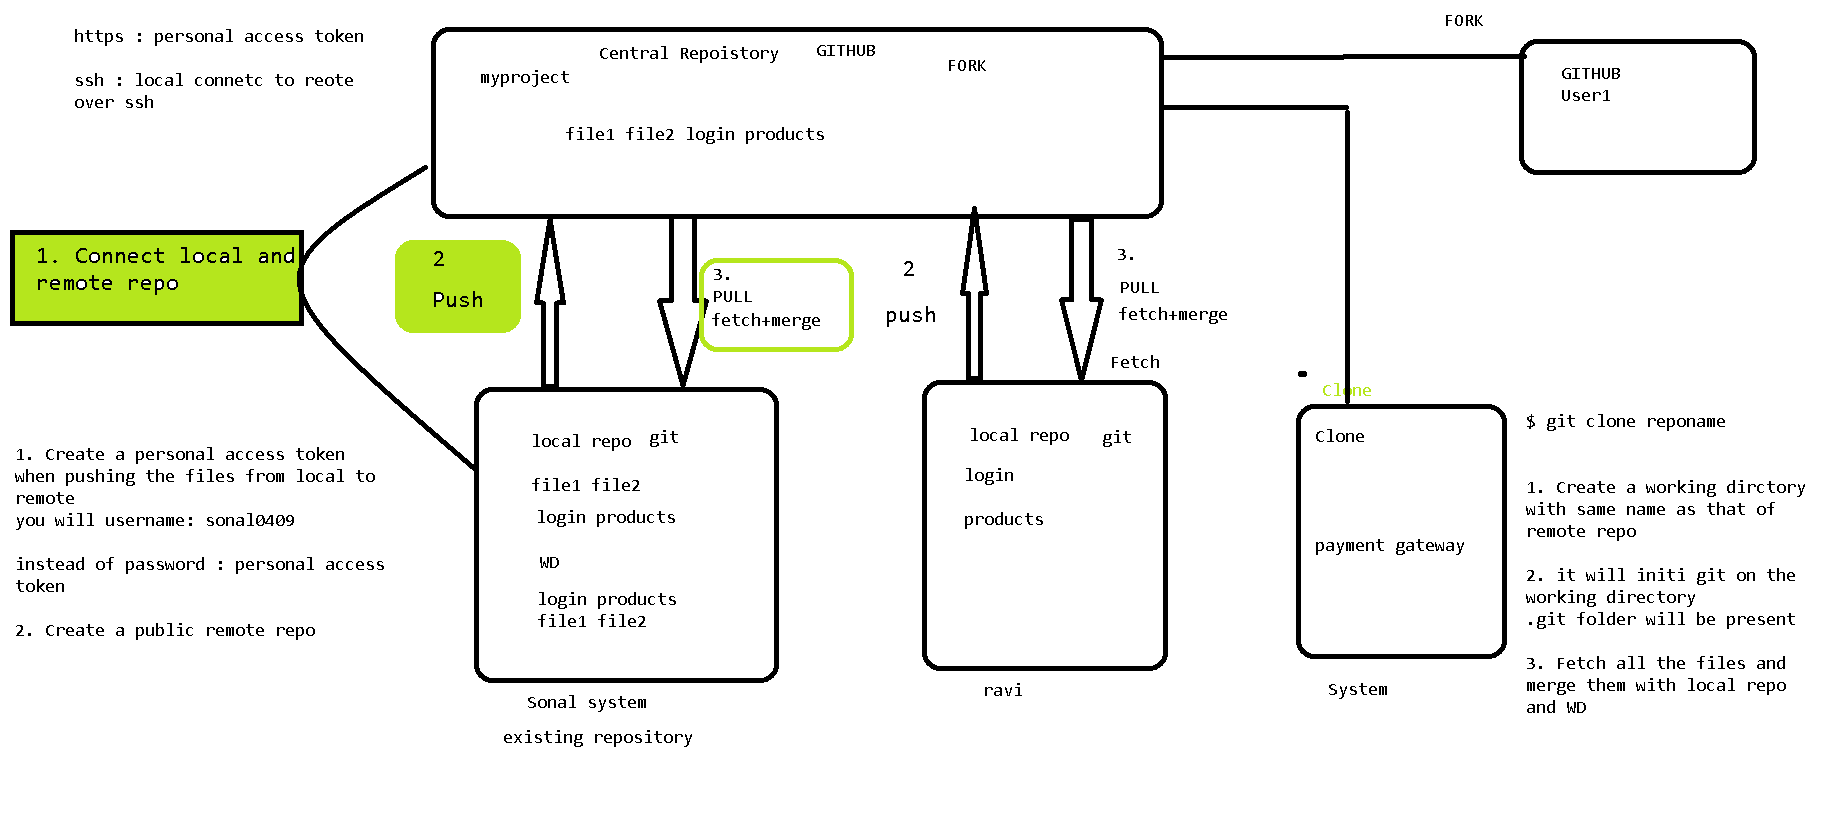 https : personal access token
ssh : local connetc to reote
over ssh
Central Repoistory
GITHUB
myproject
FORK
file1 file2 login products
FORK
GITHUB
User1
1. Connect local and
remote repo
2
Push
3.
PULL
fetch+merge
2
push
3.
PULL
fetch+merge
Fetch
Clone
local repo
git
file1 file2
login products
WD
login products
file1 file2
Sonal system
existing repository
local repo
git
login
products
ravi
Clone
payment gateway
System
1. Create a personal access token
when pushing the files from local to
remote
you will username: sonal0409
instead of password : personal access
token
2. Create a public remote repo
$ git clone reponame
1. Create a working dirctory
with same name as that of
remote repo
2. it will initi git on the
working directory
.git folder will be present
3. Fetch all the files and
merge them with local repo
and WD